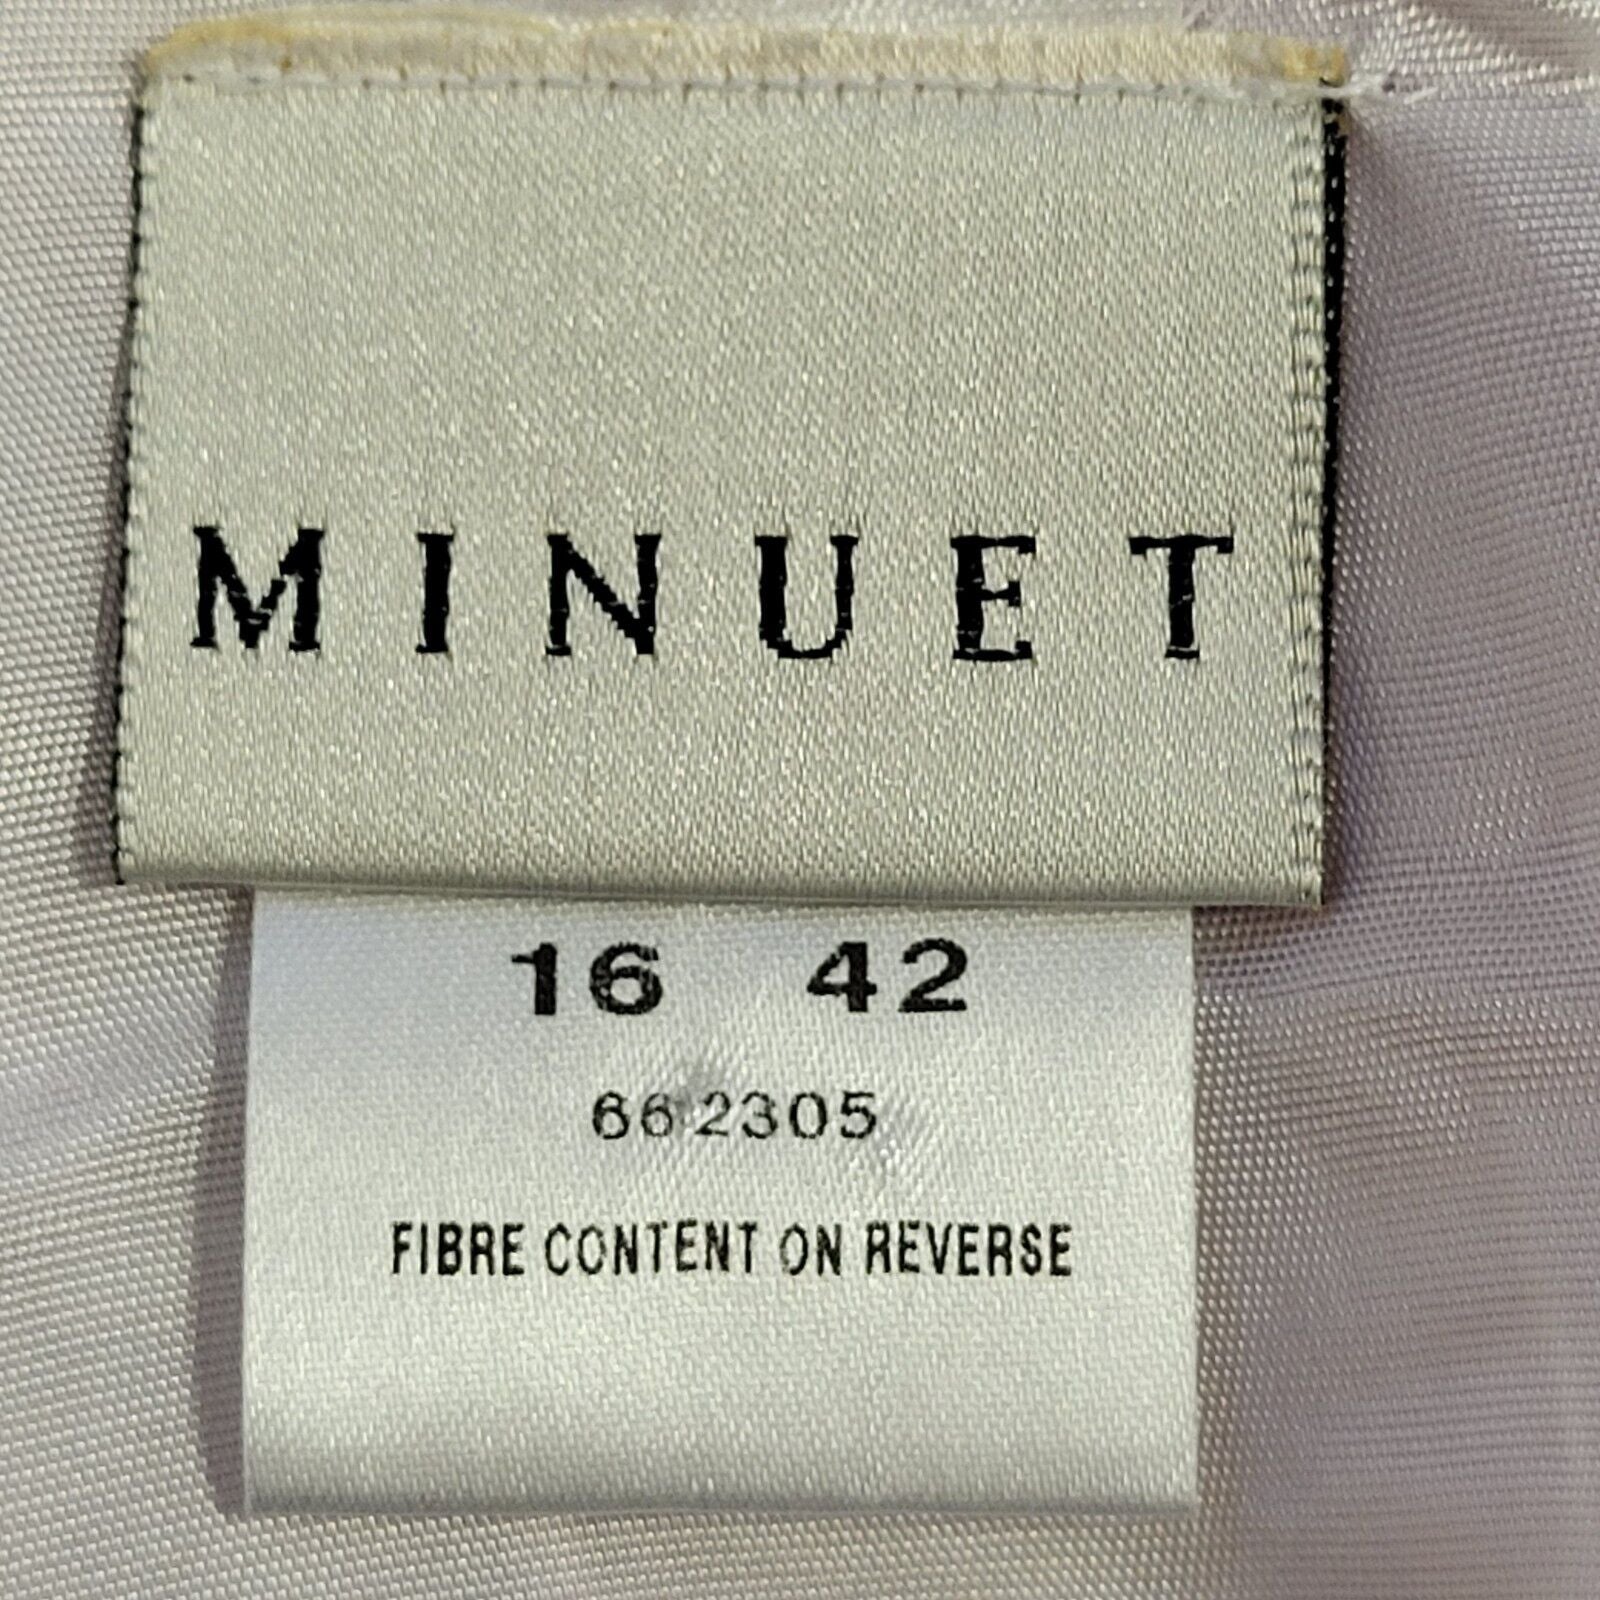 MINUET
16 42
662305
FIBRE CONTENT ON REVERSE